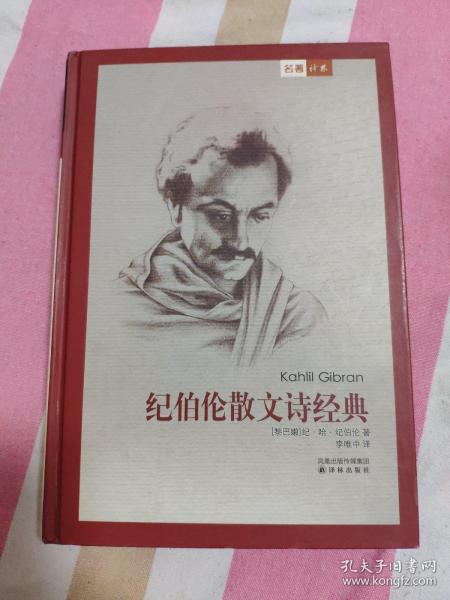 名著译林
Kahlil Gibran
纪伯伦散文诗经典
[黎巴嫩]纪·哈·纪伯伦 著
李唯中 译
凤凰出版传媒集团
译林出版社
孔夫子旧书网
www.kongfz.com